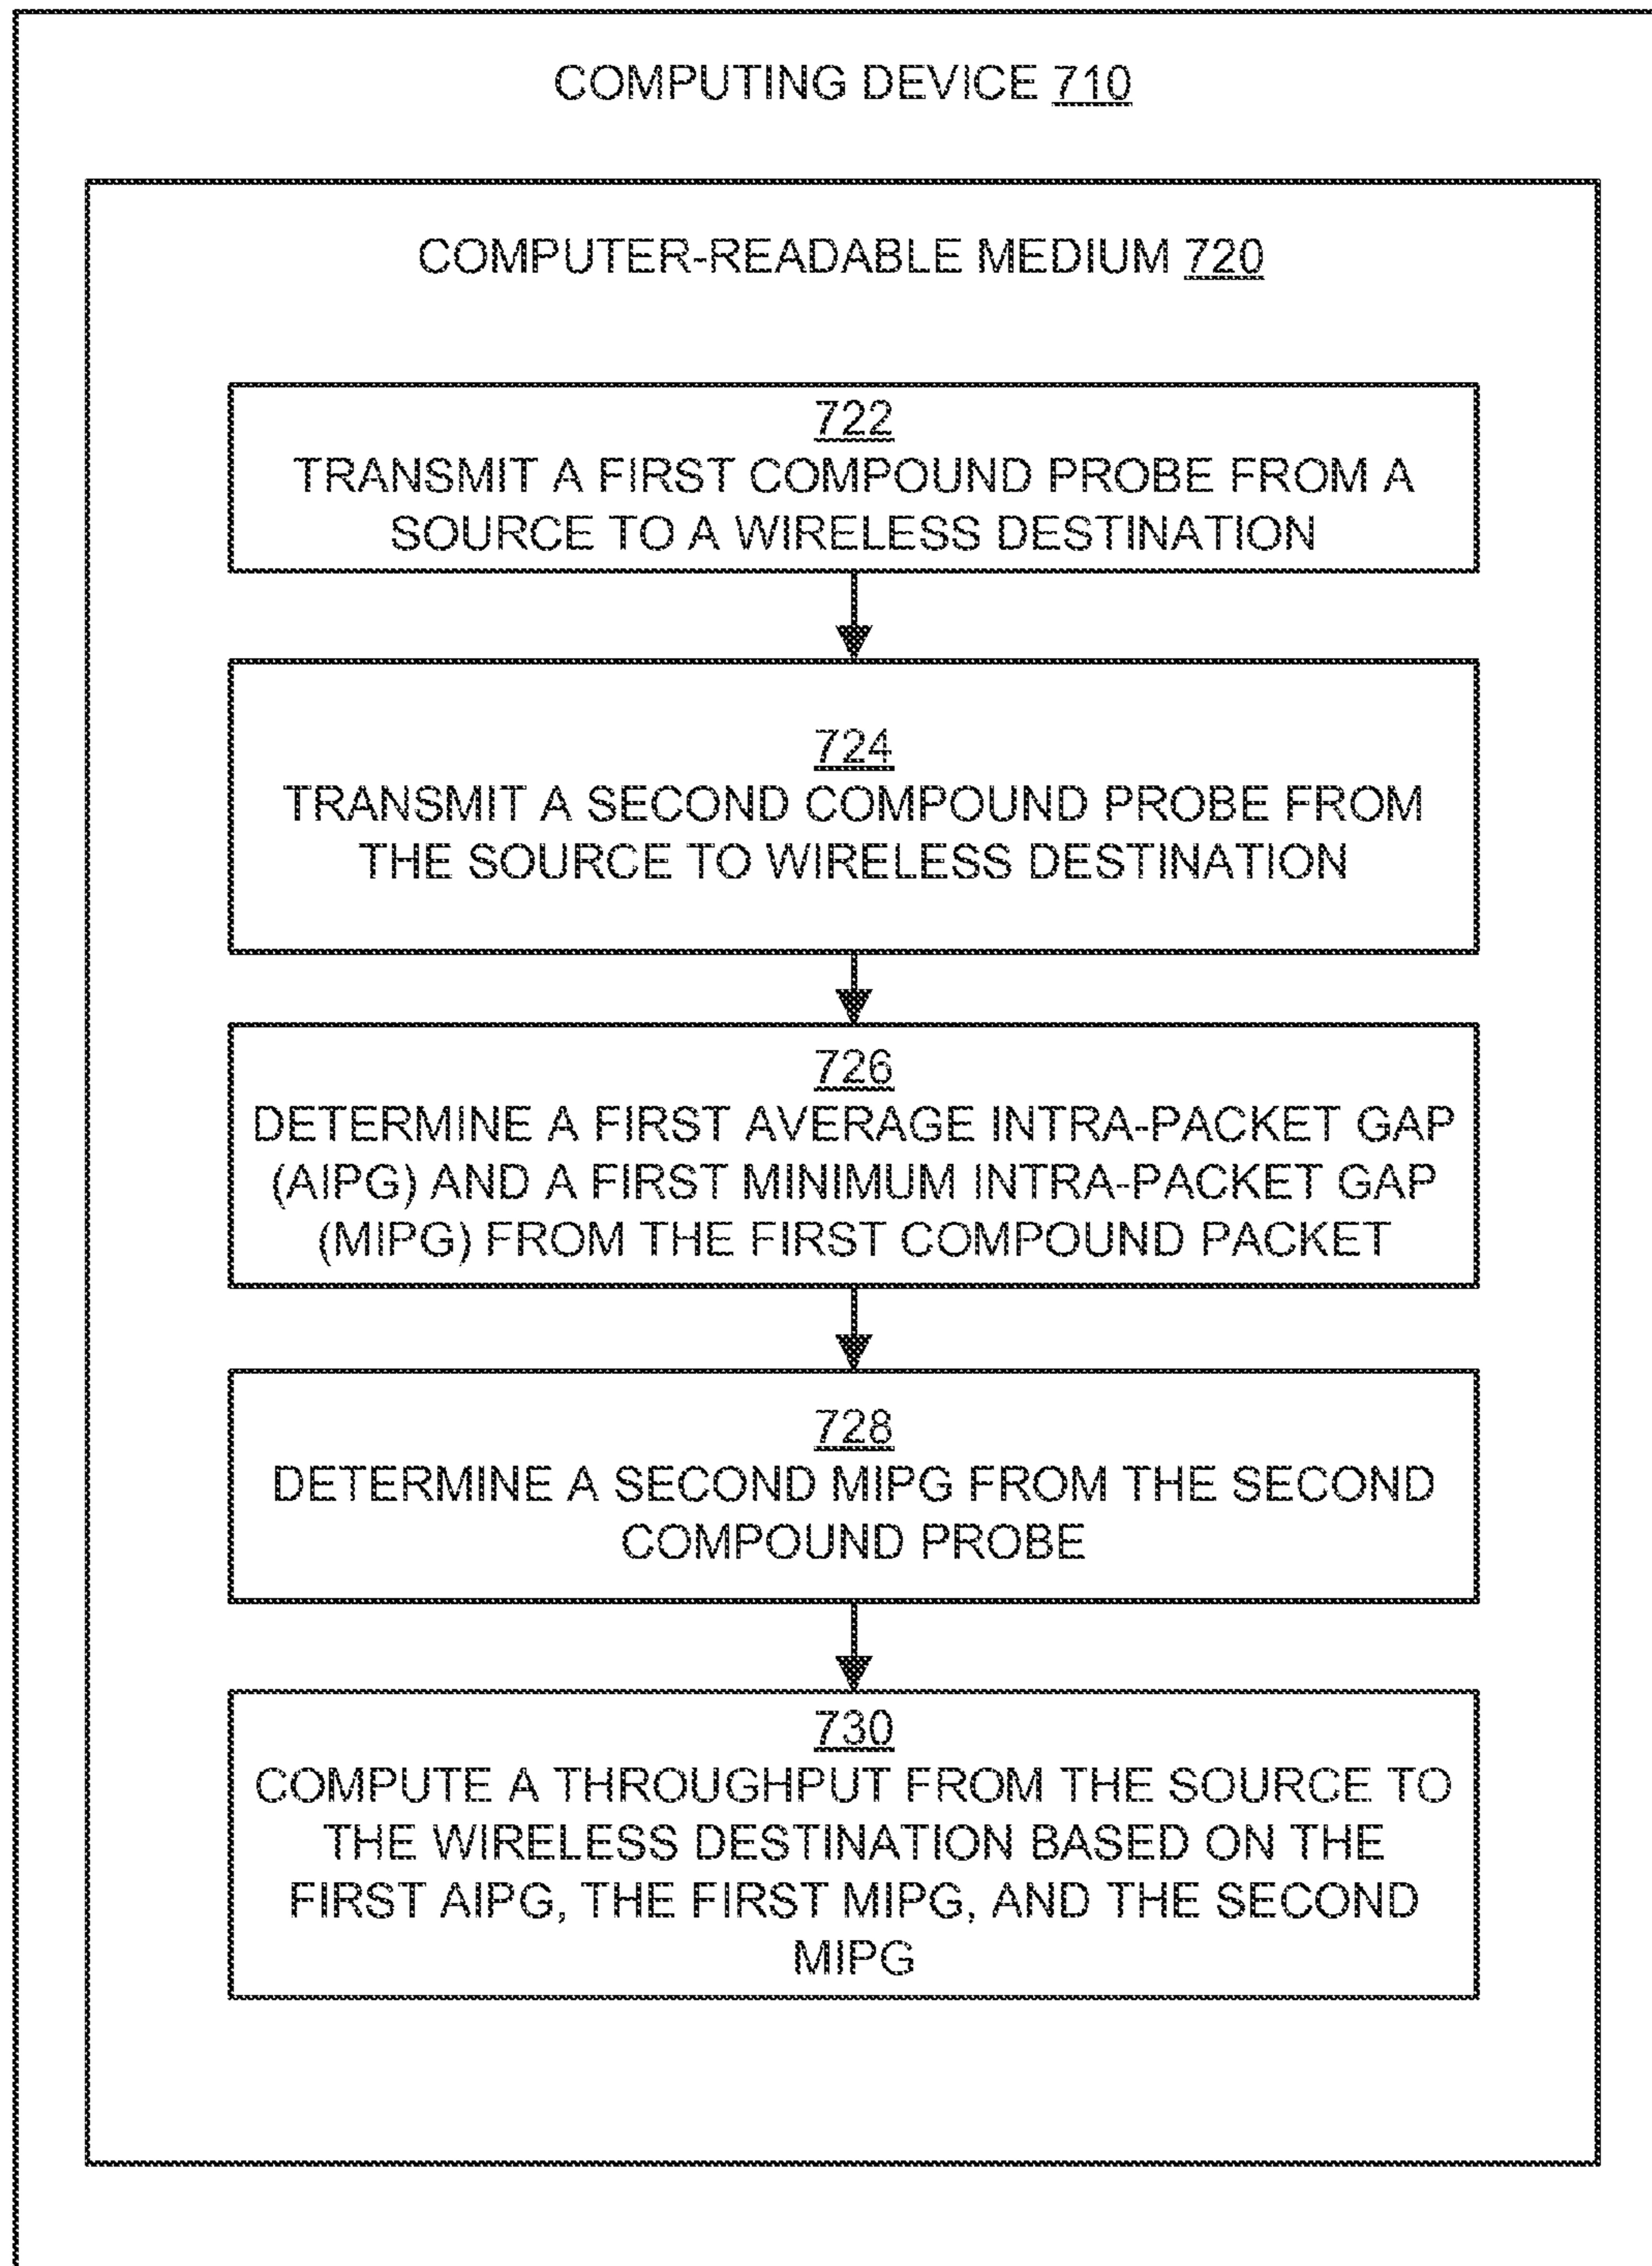 COMPUTING DEVICE 710
COMPUTER-READABLE MEDIUM 720
722
TRANSMIT A FIRST COMPOUND PROBE FROM A
SOURCE TO A WIRELESS DESTINATION
724
TRANSMIT A SECOND COMPOUND PROBE FROM
THE SOURCE TO WIRELESS DESTINATION
726
DETERMINE A FIRST AVERAGE INTRA-PACKET GAP
(AIPG) AND A FIRST MINIMUM INTRA-PACKET GAP
(MIPG) FROM THE FIRST COMPOUND PACKET
728
DETERMINE A SECOND MIPG FROM THE SECOND
COMPOUND PROBE
730
COMPUTE A THROUGHPUT FROM THE SOURCE TO
THE WIRELESS DESTINATION BASED ON THE
FIRST AIPG, THE FIRST MIPG, AND THE SECOND
MIPG